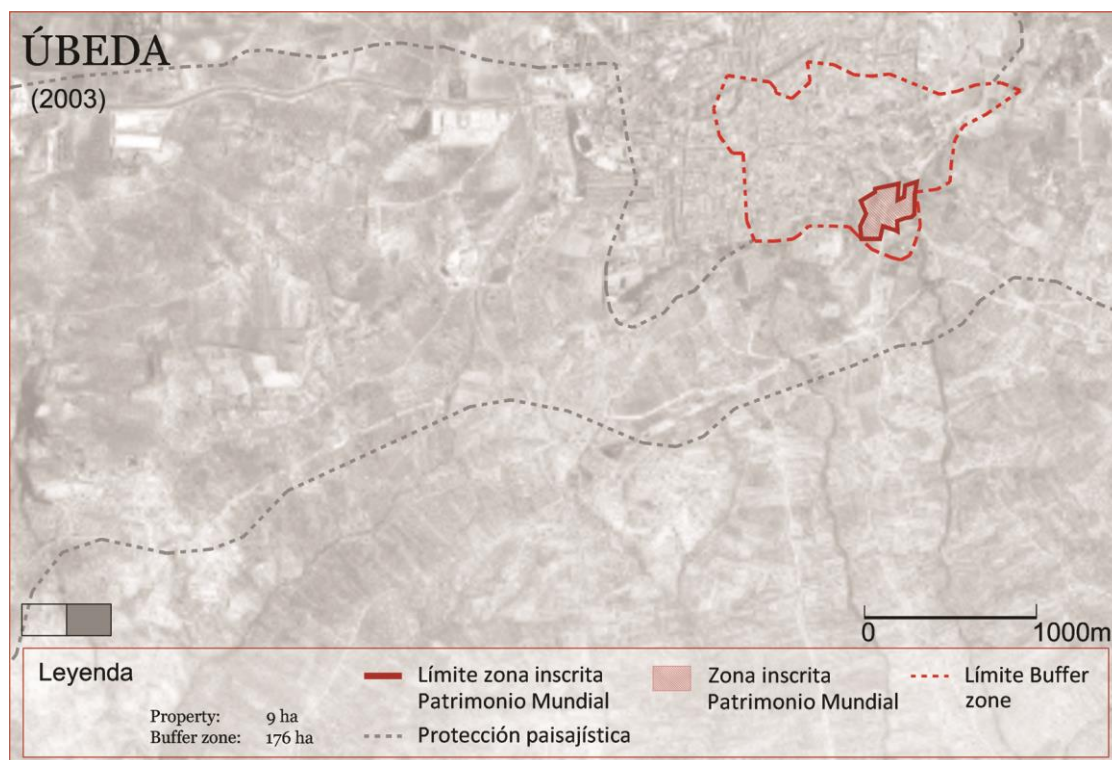 ÚBEDA
(2003)
0 1000m
Leyenda
Property: 9 ha
Buffer zone: 176 ha
Límite zona inscrita
Patrimonio Mundial
Protección paisajística
Zona inscrita
Patrimonio Mundial
Límite Buffer
zone